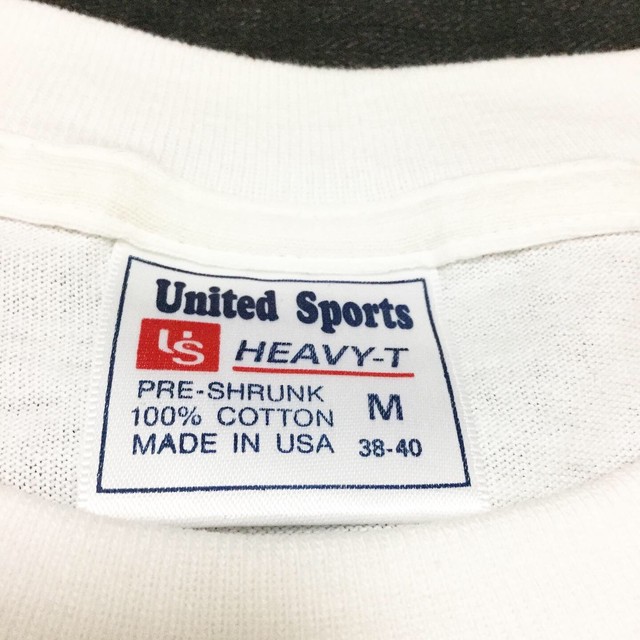 United Sports
US HEAVY-T
PRE-SHRUNK
100% COTTON M
MADE IN USA 38-40